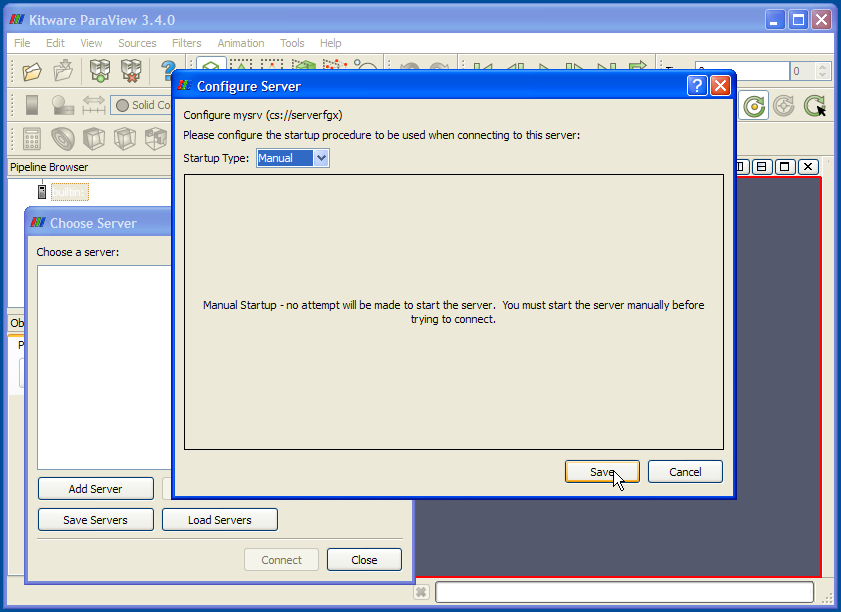 Kitware ParaView 3.4.0
File Edit View Sources Filters Animation Tools Help
0
Solid Co
Pipeline Browser
Configure Server
Configure mysrv (cs://serverfgx)
Please configure the startup procedure to be used when connecting to this server:
Startup Type: Manual
Manual Startup - no attempt will be made to start the server. You must start the server manually before
trying to connect.
Save Cancel
Choose Server
Choose a server:
Ob
P
Add Server
Save Servers Load Servers
Connect Close